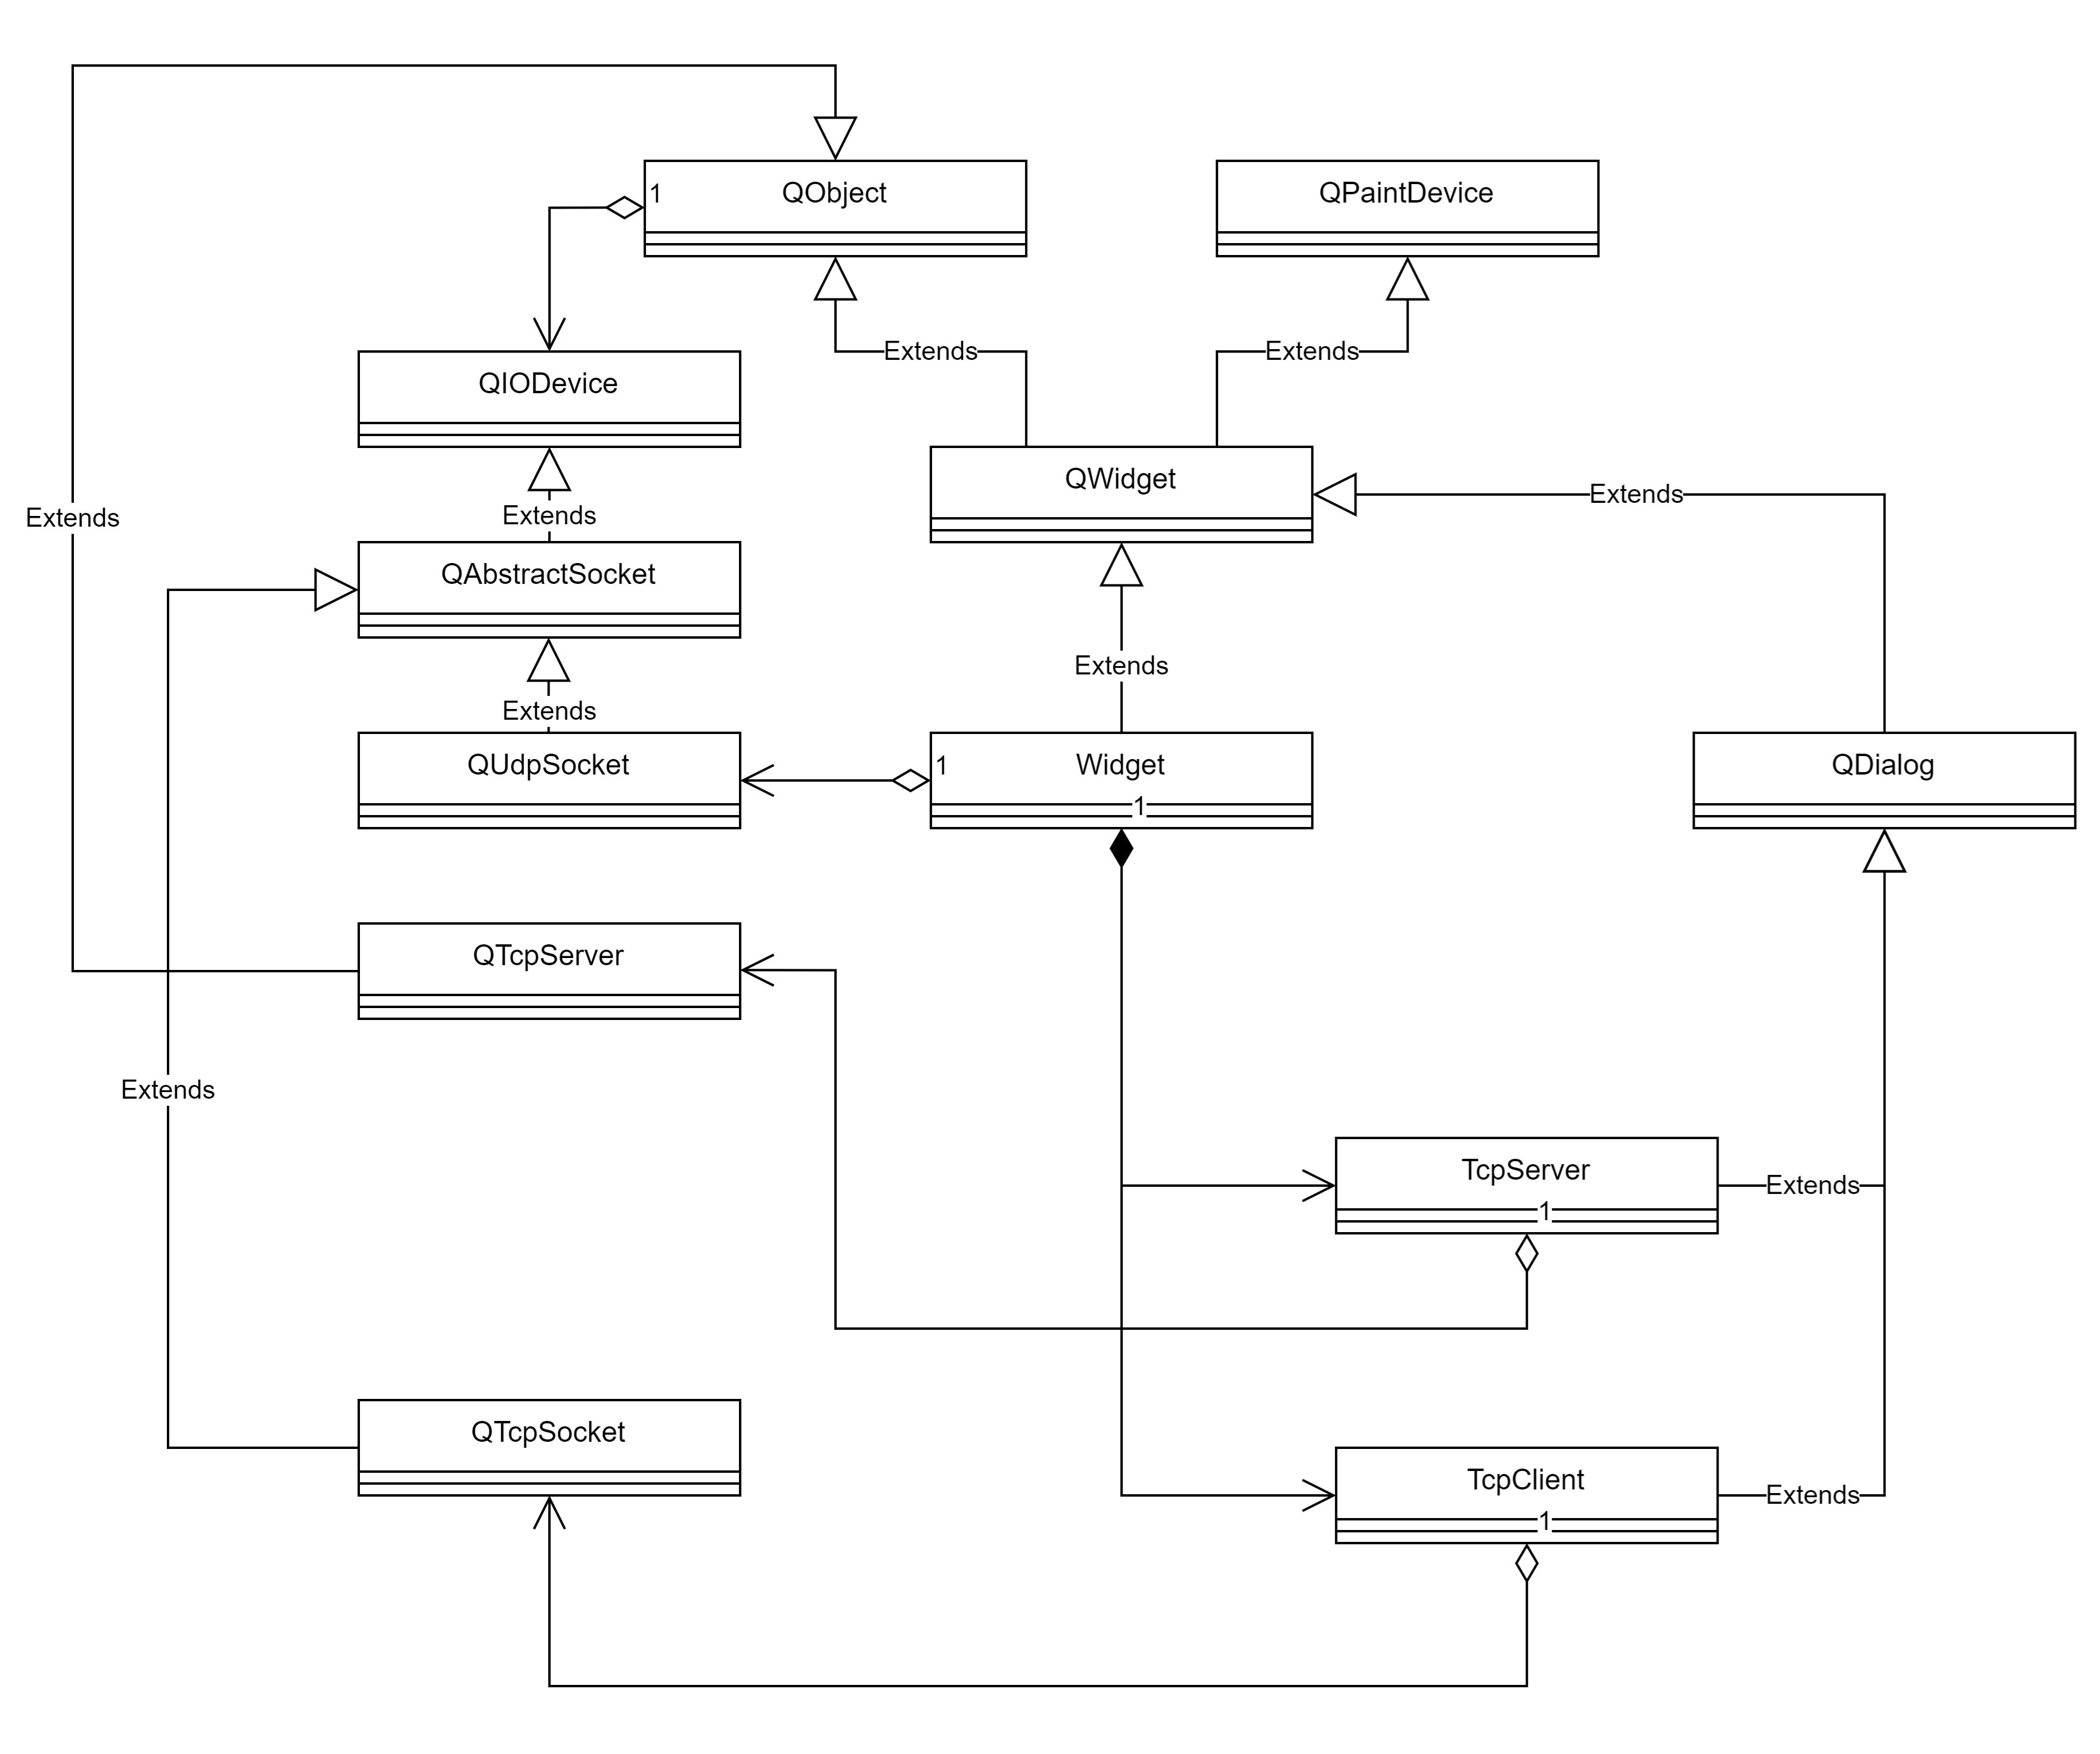 QObject
1
QPaintDevice
Extends
Extends
QIODevice
QWidget
Extends
Extends
Extends
QAbstractSocket
Extends
Extends
QUdpSocket
1
Widget
1
QDialog
QTcpServer
Extends
TcpServer
1
Extends
QTcpSocket
TcpClient
1
Extends